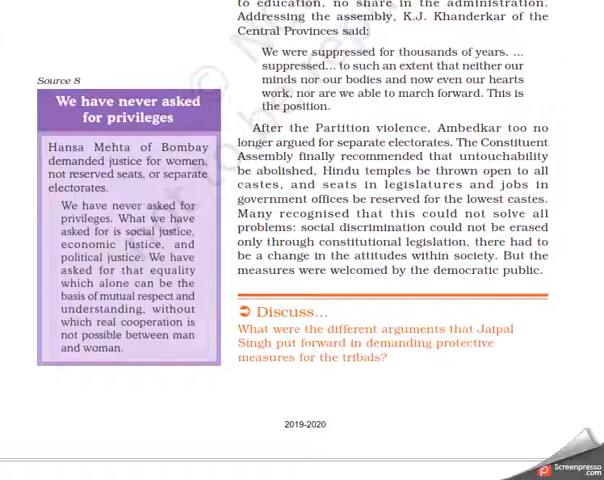 to education, no share in the administration.
Addressing the assembly, K.J. Khanderkar of the
Central Provinces said:
We were suppressed for thousands of years. ...
suppressed... to such an extent that neither our
minds nor our bodies and now even our hearts
work, nor are we able to march forward. This is
the position.
After the Partition violence, Ambedkar too no
longer argued for separate electorates. The Constituent
Assembly finally recommended that untouchability
be abolished, Hindu temples be thrown open to all
castes, and seats in legislatures and jobs in
government offices be reserved for the lowest castes.
Many recognised that this could not solve all
problems: social discrimination could not be erased
only through constitutional legislation, there had to
be a change in the attitudes within society. But the
measures were welcomed by the democratic public.
Source 8
We have never asked
for privileges
Hansa Mehta of Bombay
demanded justice for women,
not reserved seats, or separate
electorates.
We have never asked for
privileges. What we have
asked for is social justice,
economic justice, and
political justice. We have
asked for that equality
which alone can be the
basis of mutual respect and
understanding, without
which real cooperation is
not possible between man
and woman.
Discuss...
What were the different arguments that Jaipal
Singh put forward in demanding protective
measures for the tribals?
2019-2020
Screenpresso
.com